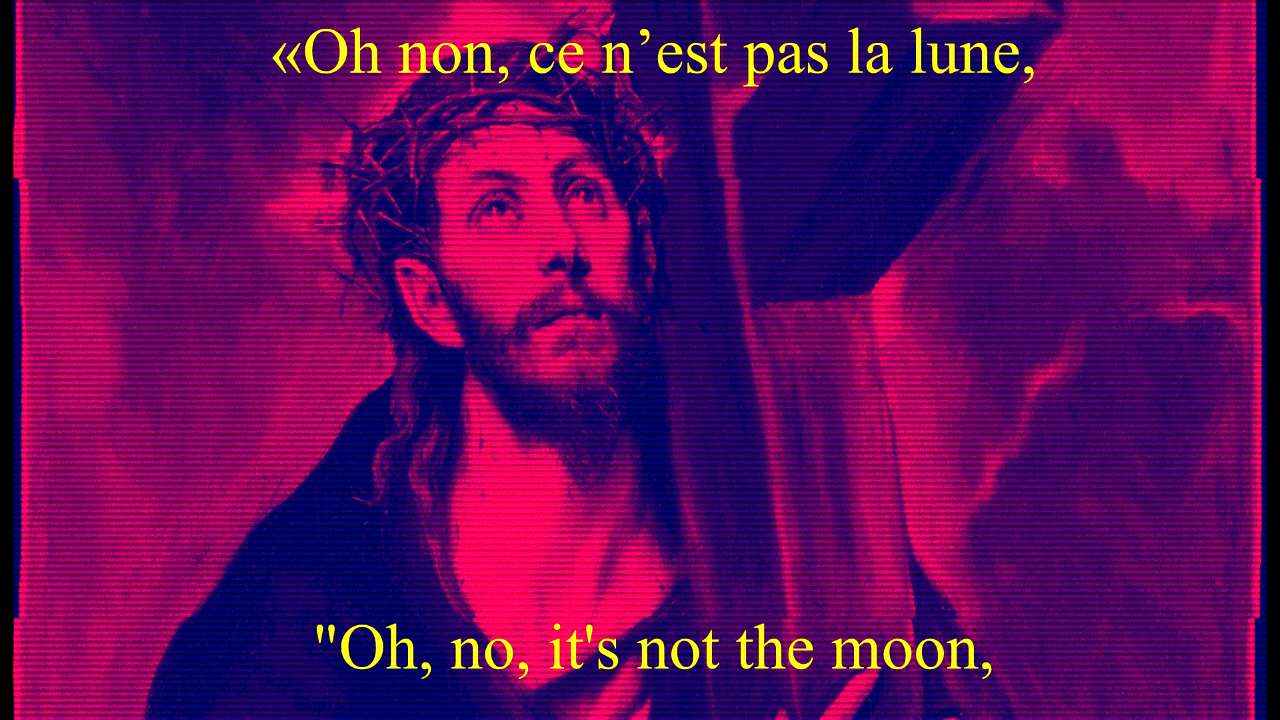 «Oh non, ce n’est pas la lune,
"Oh, no, it's not the moon,